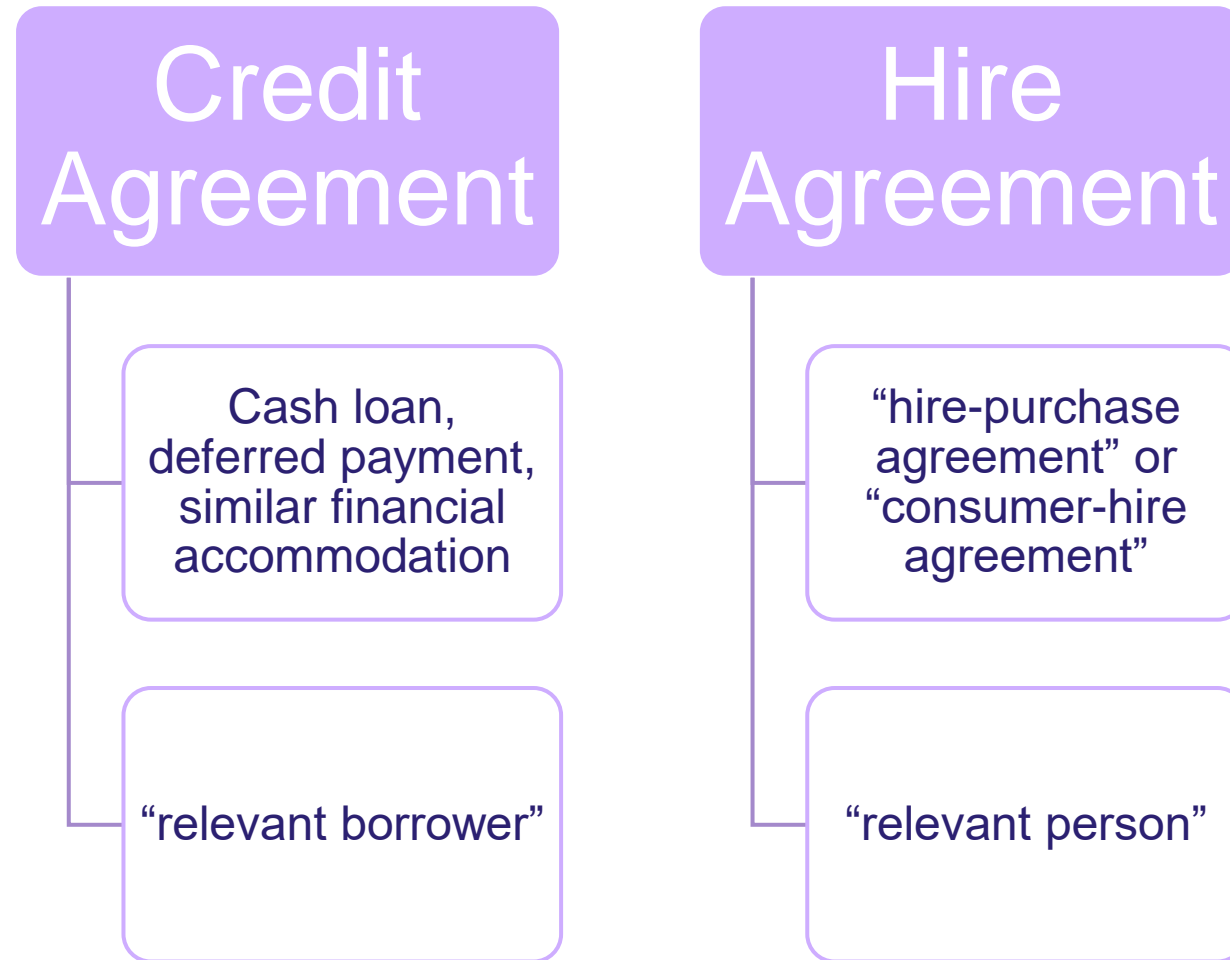 Credit
Agreement
Cash loan,
deferred payment,
similar financial
accommodation
“relevant borrower”
Hire
Agreement
“hire-purchase
agreement” or
“consumer-hire
agreement”
“relevant person”